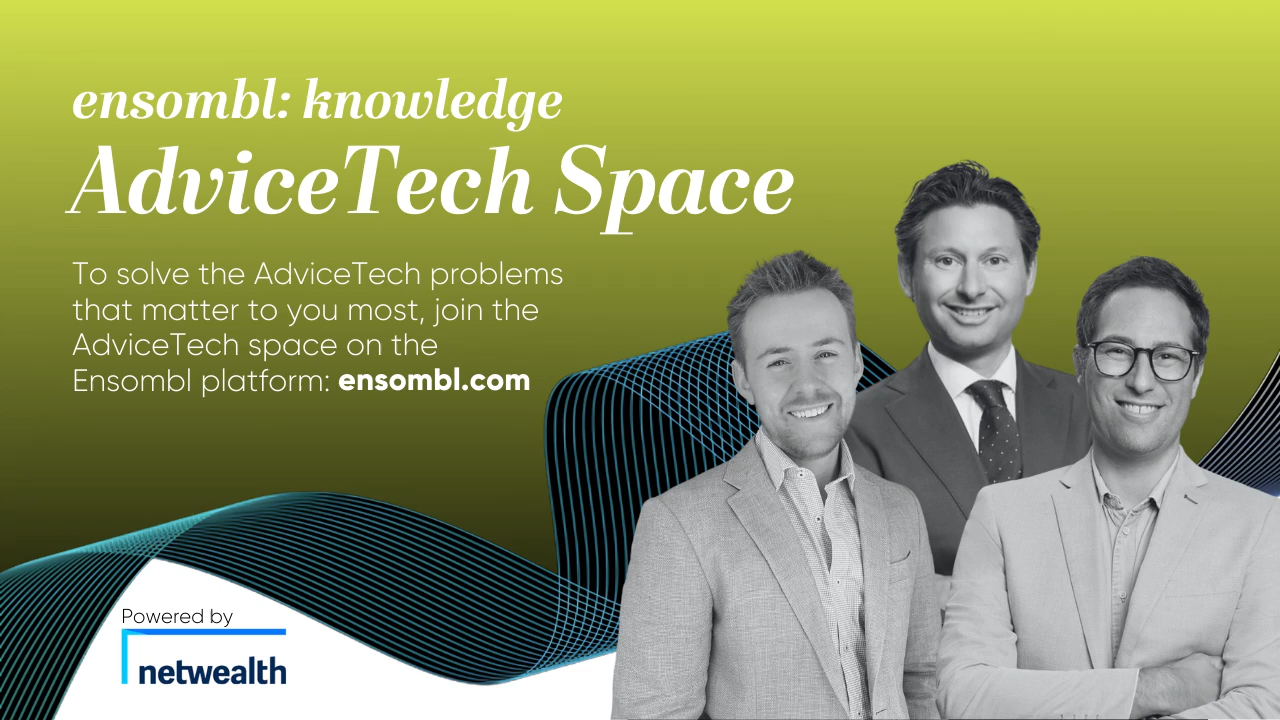 ensombl: knowledge
AdviceTech Space
To solve the AdviceTech problems
that matter to you most, join the
AdviceTech space on the
Ensombl platform: ensombl.com
Powered by
netwealth